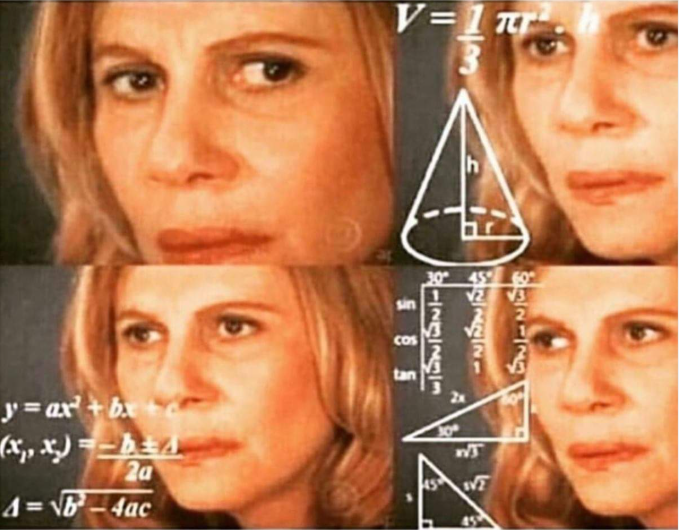 V = 1/3 πr² . h
h
r
y = ax² + bx + c
(x₁, x₂) = -b ± Δ / 2a
Δ = √b² – 4ac
30° 45° 60°
sin 1/2 √2/2 √3/2
cos √3/2 √2/2 1/2
tan √3/3 1 √3
2x
60°
x
30°
x√3
s
45°
s√2
45°